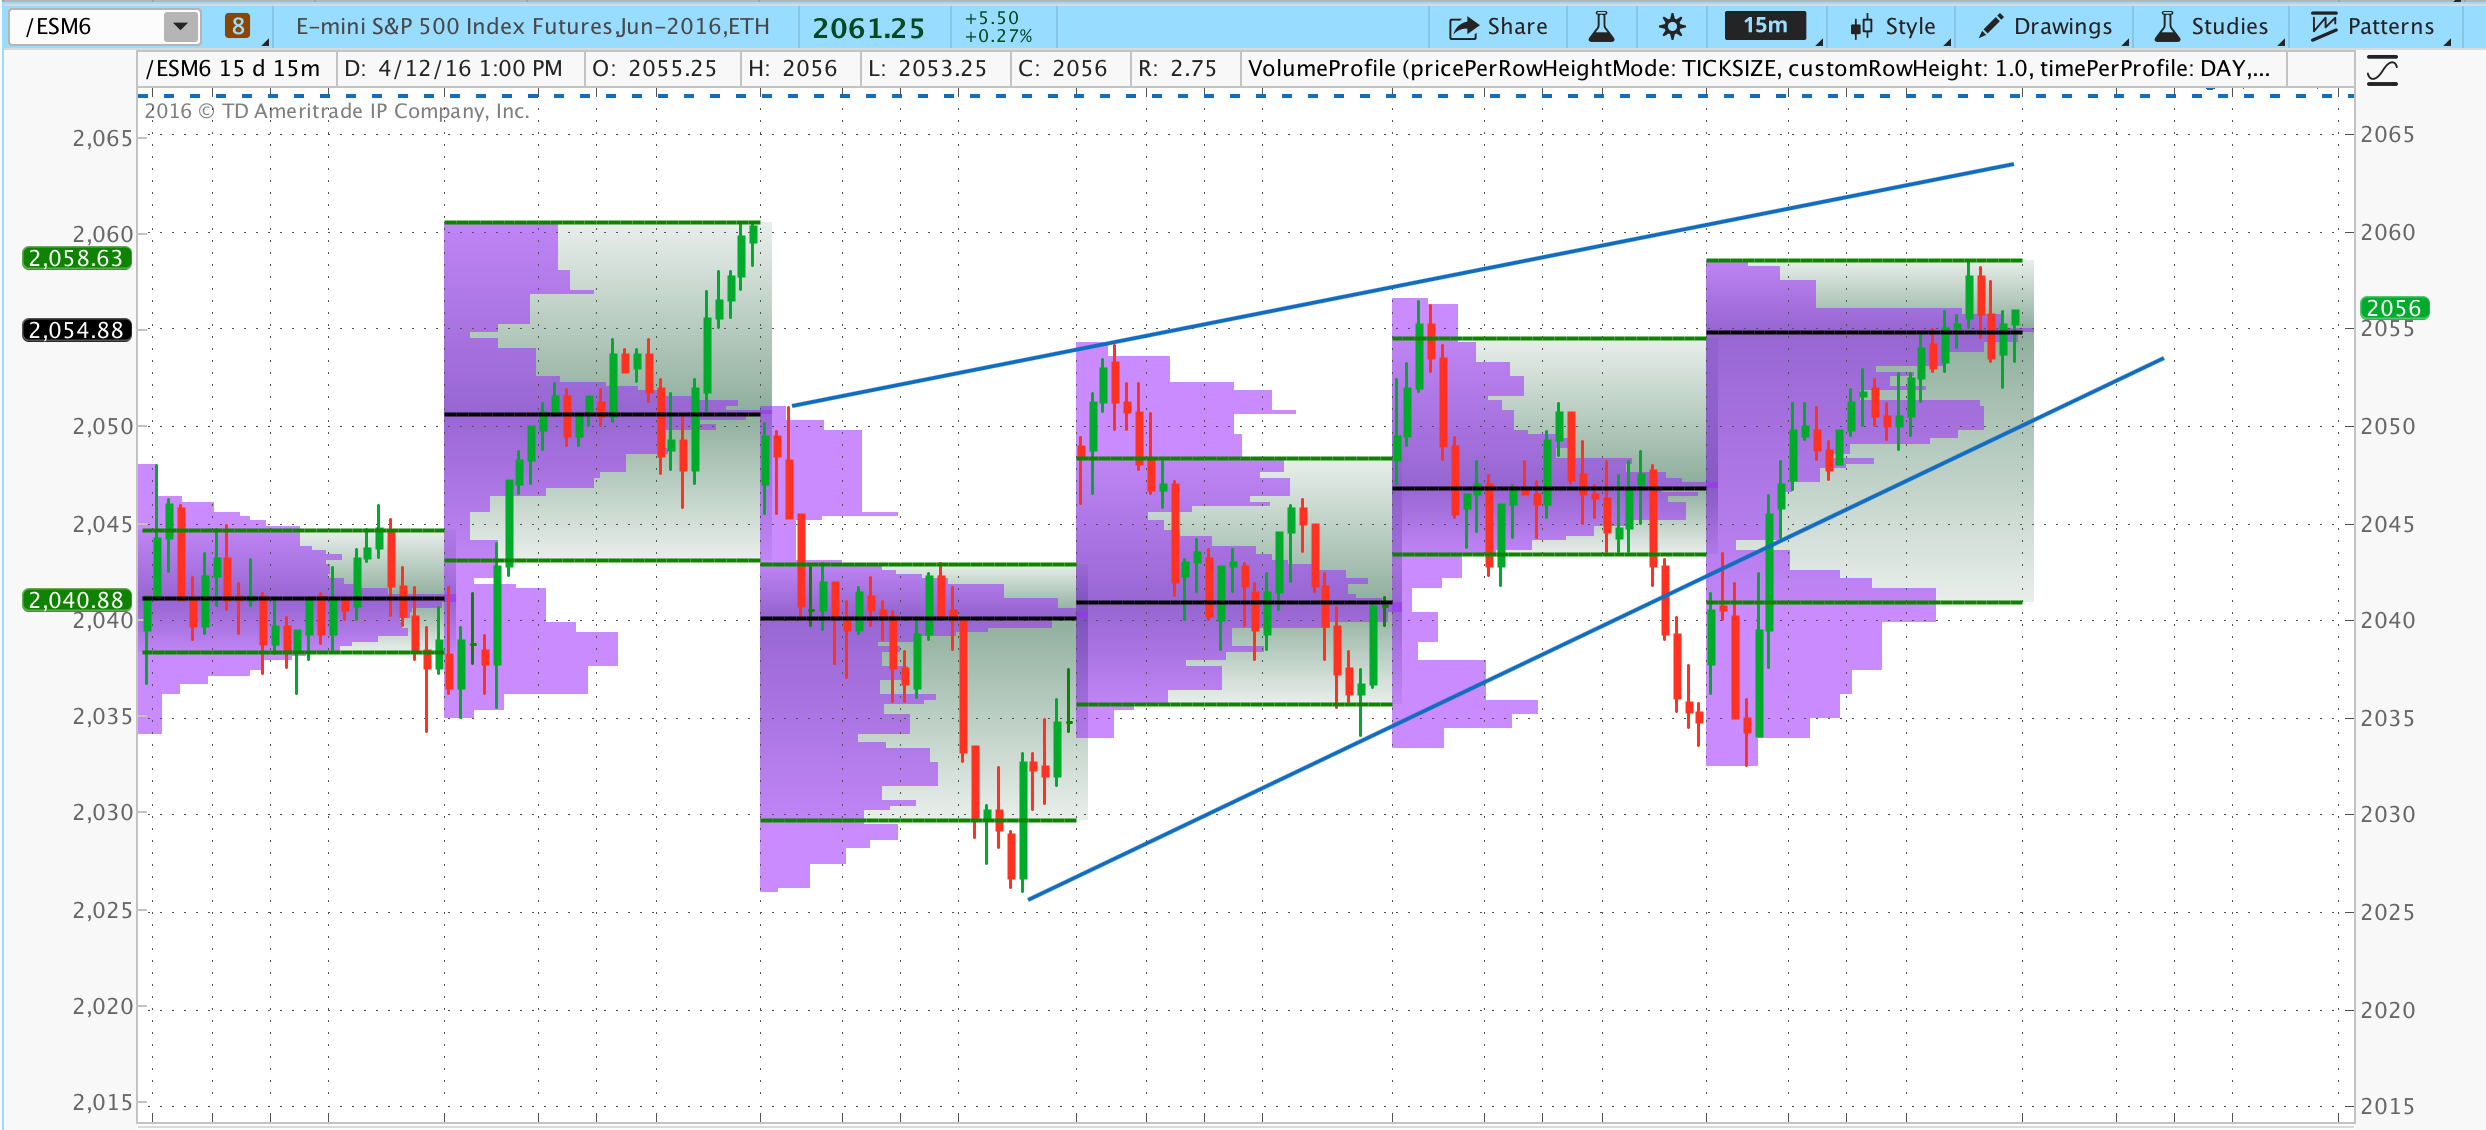 /ESM6
8
E-mini S&P 500 Index Futures,Jun-2016,ETH
2061.25
+5.50
+0.27%
Share
15m
Style
Drawings
Studies
Patterns
/ESM6 15 d 15m
D: 4/12/16 1:00 PM
O: 2055.25
H: 2056
L: 2053.25
C: 2056
R: 2.75
VolumeProfile (pricePerRowHeightMode: TICKSIZE, customRowHeight: 1.0, timePerProfile: DAY,...
2016 © TD Ameritrade IP Company, Inc.
2,065
2,060
2,058.63
2,054.88
2,050
2,045
2,040.88
2,040
2,035
2,030
2,025
2,020
2,015
2065
2060
2056
2055
2050
2045
2040
2035
2030
2025
2020
2015